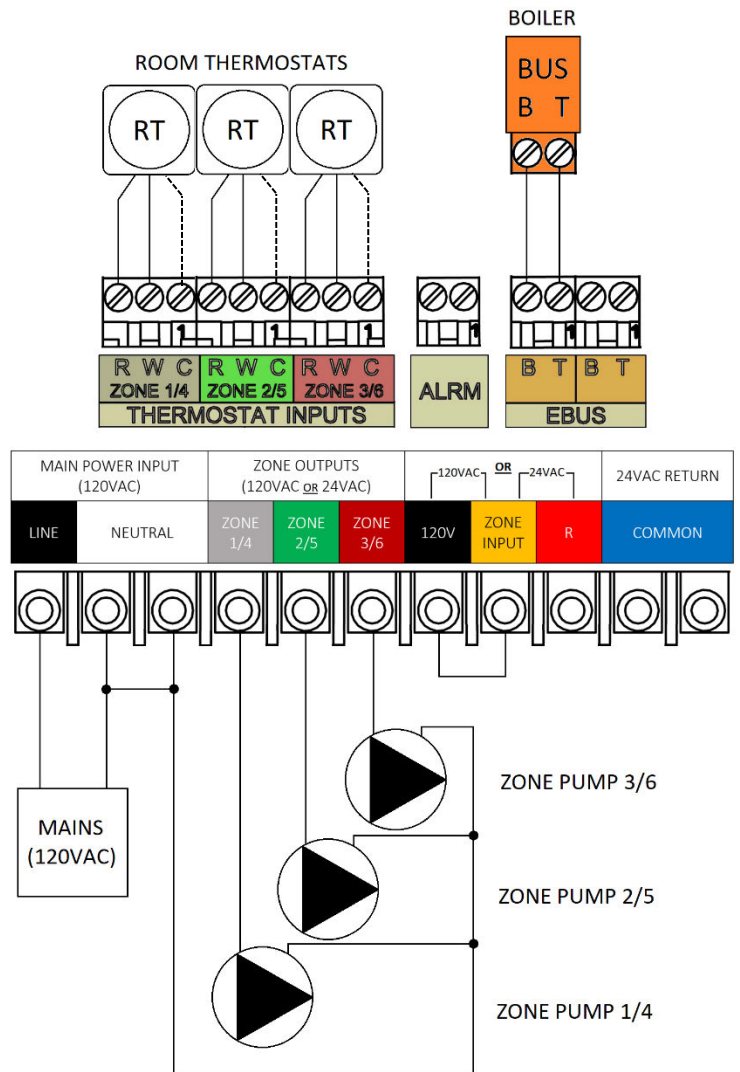 BOILER
ROOM THERMOSTATS
BUS
B T
RT RT RT
1 1 1 1 1 1
R W C R W C R W C
ZONE 1/4 ZONE 2/5 ZONE 3/6
THERMOSTAT INPUTS
ALRM
B T B T
EBUS
MAIN POWER INPUT
(120VAC)
ZONE OUTPUTS
(120VAC OR 24VAC)
120VAC OR 24VAC
24VAC RETURN
LINE
NEUTRAL
ZONE
1/4
ZONE
2/5
ZONE
3/6
120V
ZONE
INPUT
R
COMMON
MAINS
(120VAC)
ZONE PUMP 3/6
ZONE PUMP 2/5
ZONE PUMP 1/4